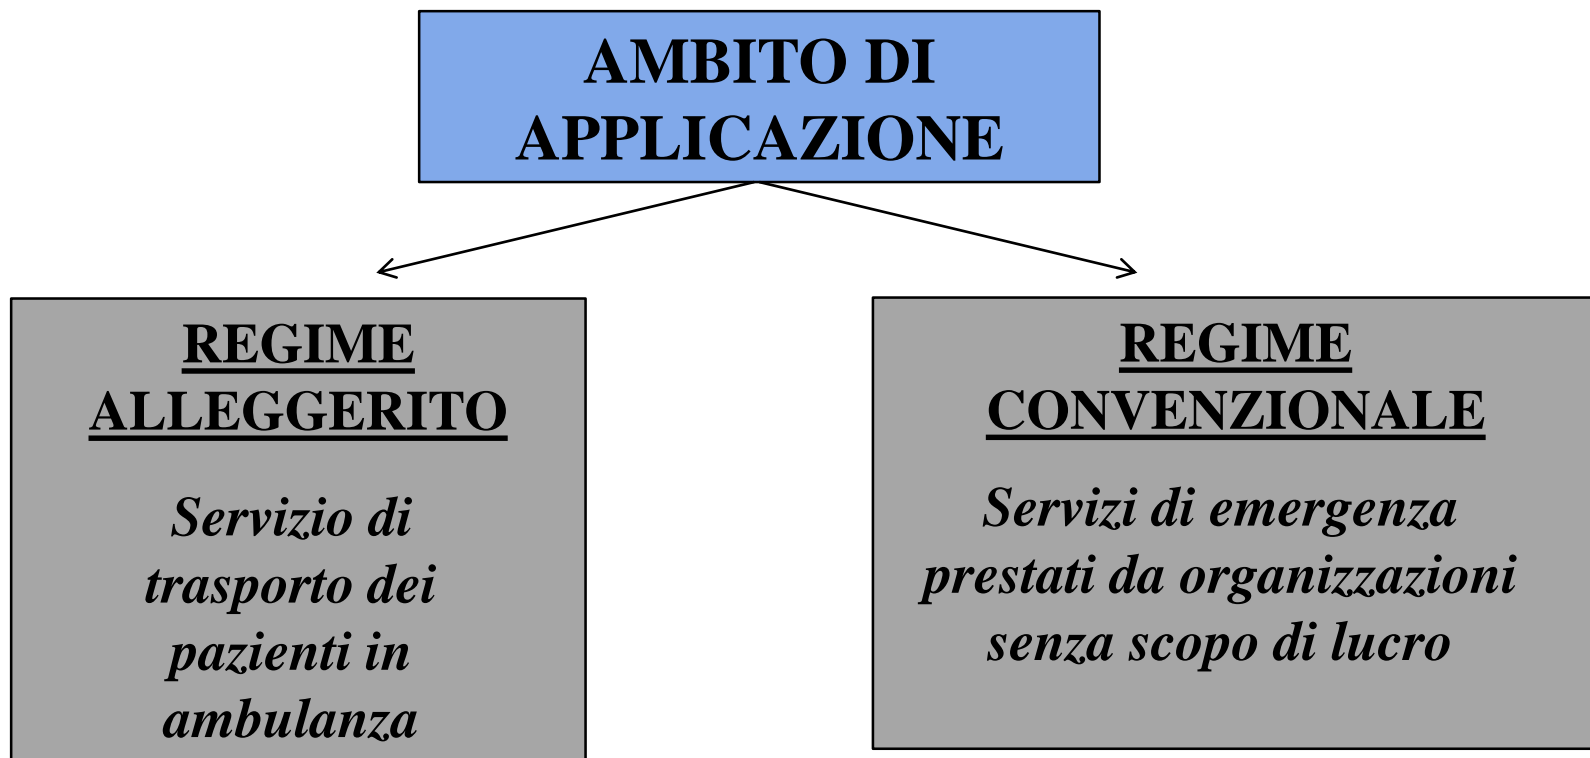 AMBITO DI
APPLICAZIONE
REGIME
ALLEGGERITO
Servizio di
trasporto dei
pazienti in
ambulanza
REGIME
CONVENZIONALE
Servizi di emergenza
prestati da organizzazioni
senza scopo di lucro